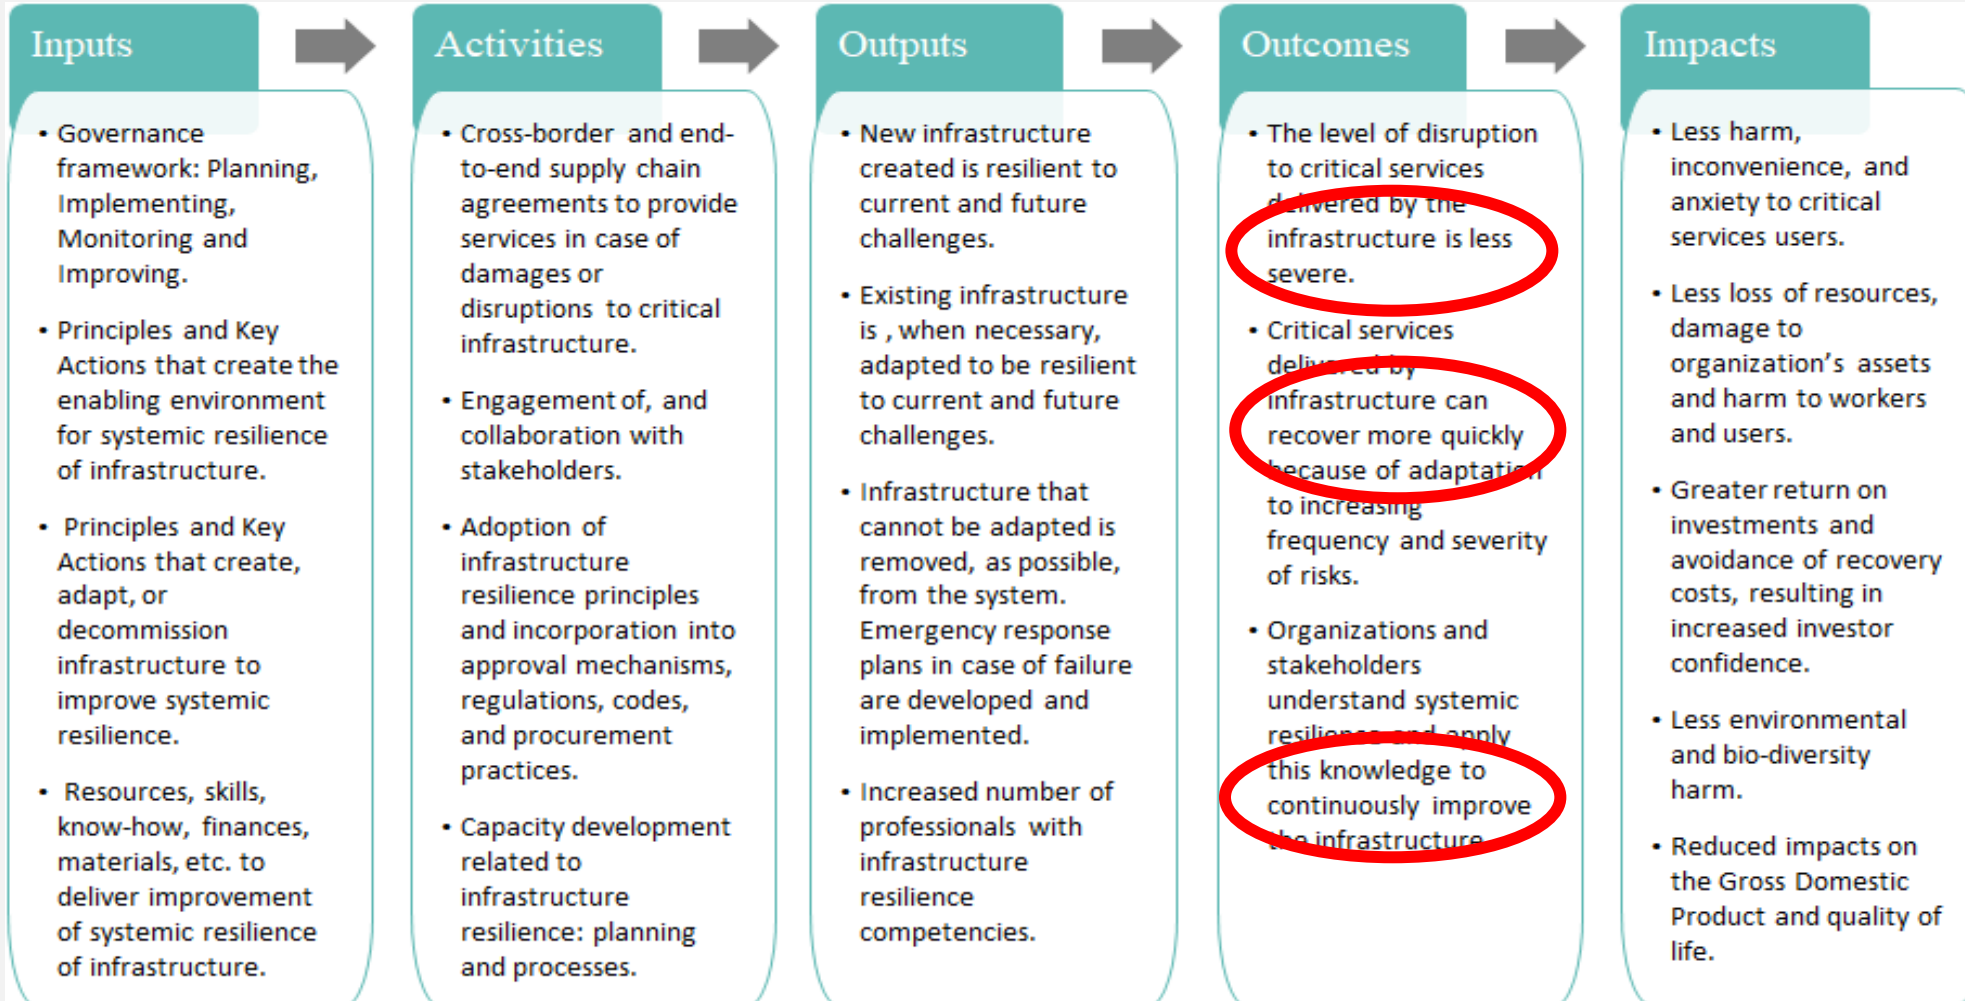 Inputs
• Governance
framework: Planning,
Implementing,
Monitoring and
Improving.
• Principles and Key
Actions that create the
enabling environment
for systemic resilience
of infrastructure.
• Principles and Key
Actions that create,
adapt, or
decommission
infrastructure to
improve systemic
resilience.
• Resources, skills,
know-how, finances,
materials, etc. to
deliver improvement
of systemic resilience
of infrastructure.
Activities
• Cross-border and end-
to-end supply chain
agreements to provide
services in case of
damages or
disruptions to critical
infrastructure.
• Engagement of, and
collaboration with
stakeholders.
• Adoption of
infrastructure
resilience principles
and incorporation into
approval mechanisms,
regulations, codes,
and procurement
practices.
• Capacity development
related to
infrastructure
resilience: planning
and processes.
Outputs
• New infrastructure
created is resilient to
current and future
challenges.
• Existing infrastructure
is , when necessary,
adapted to be resilient
to current and future
challenges.
• Infrastructure that
cannot be adapted is
removed, as possible,
from the system.
Emergency response
plans in case of failure
are developed and
implemented.
• Increased number of
professionals with
infrastructure
resilience
competencies.
Outcomes
• The level of disruption
to critical services
delivered by the
infrastructure is less
severe.
• Critical services
delivered by
infrastructure can
recover more quickly
because of adaptation
to increasing
frequency and severity
of risks.
• Organizations and
stakeholders
understand systemic
resilience and apply
this knowledge to
continuously improve
the infrastructure
Impacts
• Less harm,
inconvenience, and
anxiety to critical
services users.
• Less loss of resources,
damage to
organization’s assets
and harm to workers
and users.
• Greater return on
investments and
avoidance of recovery
costs, resulting in
increased investor
confidence.
• Less environmental
and bio-diversity
harm.
• Reduced impacts on
the Gross Domestic
Product and quality of
life.